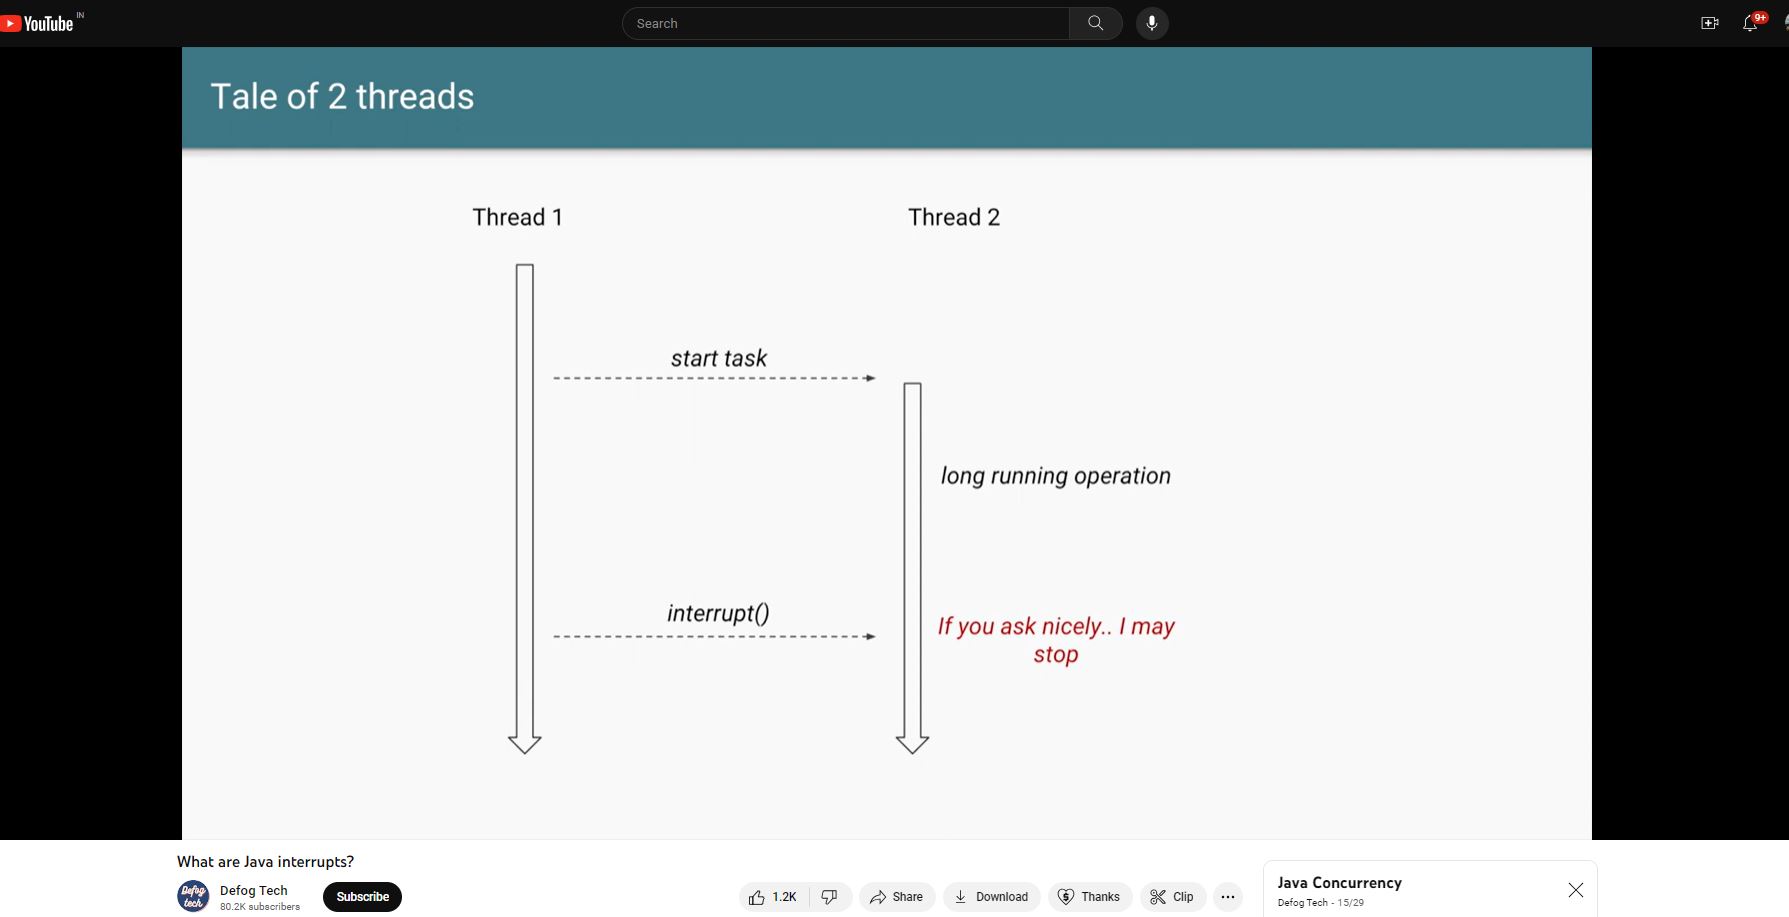 YouTube IN
Search
9+
Tale of 2 threads
Thread 1
Thread 2
start task
long running operation
interrupt()
If you ask nicely.. I may
stop
What are Java interrupts?
Defog
tech
Defog Tech
80.2K subscribers
Subscribe
1.2K
Share
Download
Thanks
Clip
Java Concurrency
Defog Tech - 15/29